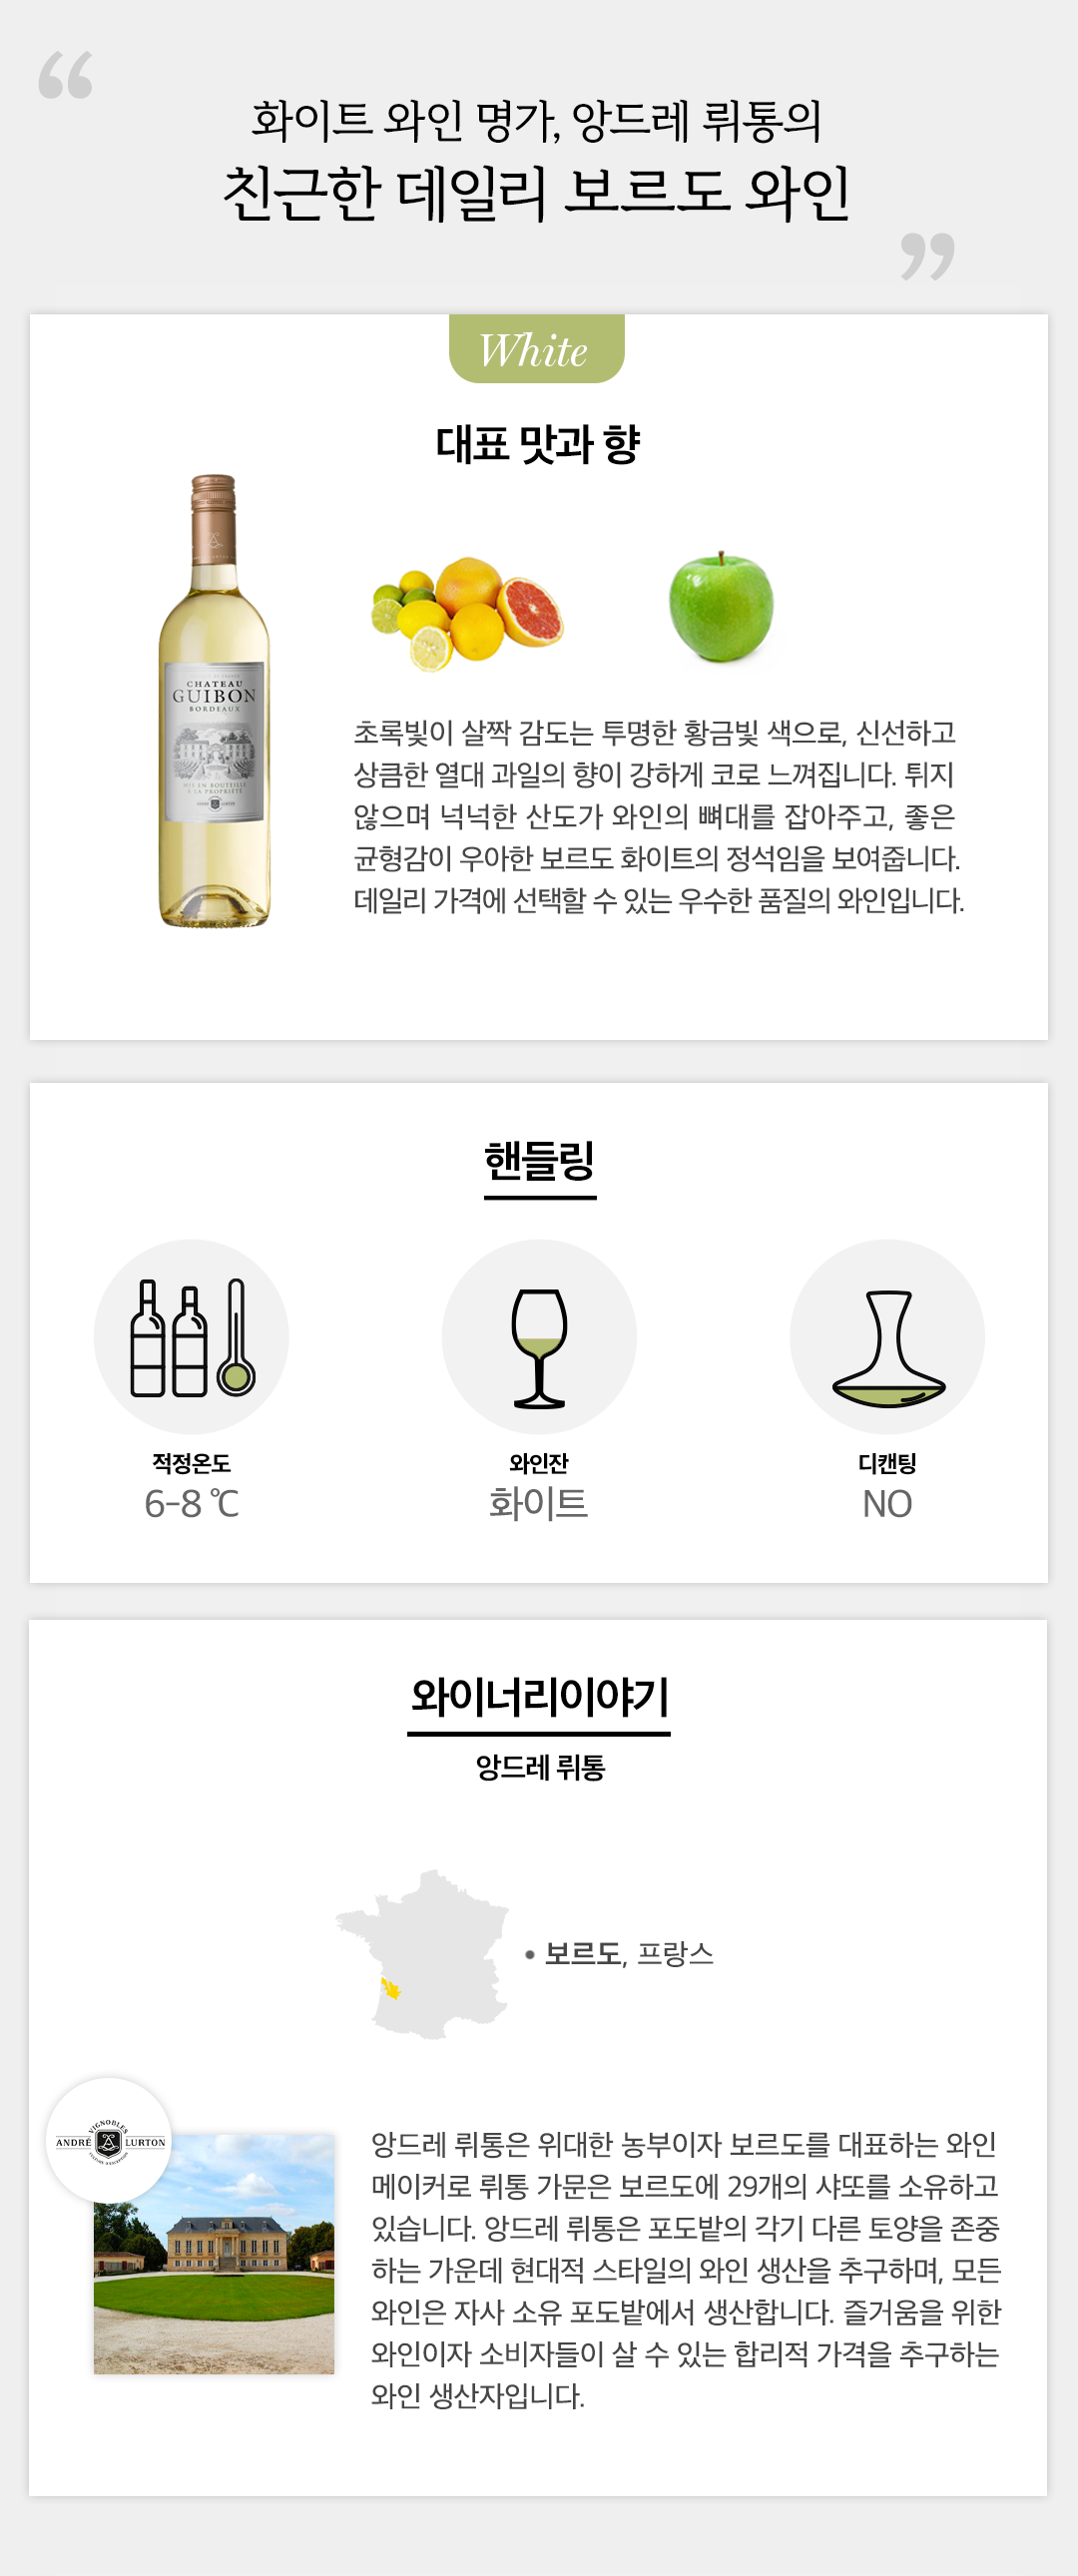 “
화이트 와인 명가, 앙드레 뤼통의
친근한 데일리 보르도 와인
”
White
대표 맛과 향
CHATEAU
GUIBON
BORDEAUX
MIS EN BOUTEILLE
A LA PROPRIÉTÉ
ANDRÉ LURTON
초록빛이 살짝 감도는 투명한 황금빛 색으로, 신선하고
상큼한 열대 과일의 향이 강하게 코로 느껴집니다. 튀지
않으며 넉넉한 산도가 와인의 뼈대를 잡아주고, 좋은
균형감이 우아한 보르도 화이트의 정석임을 보여줍니다.
데일리 가격에 선택할 수 있는 우수한 품질의 와인입니다.
핸들링
적정온도
6-8 ℃
와인잔
화이트
디캔팅
NO
와이너리이야기
앙드레 뤼통
• 보르도, 프랑스
VIGNOBLES
ANDRÉ LURTON
앙드레 뤼통은 위대한 농부이자 보르도를 대표하는 와인
메이커로 뤼통 가문은 보르도에 29개의 샤또를 소유하고
있습니다. 앙드레 뤼통은 포도밭의 각기 다른 토양을 존중
하는 가운데 현대적 스타일의 와인 생산을 추구하며, 모든
와인은 자사 소유 포도밭에서 생산합니다. 즐거움을 위한
와인이자 소비자들이 살 수 있는 합리적 가격을 추구하는
와인 생산자입니다.